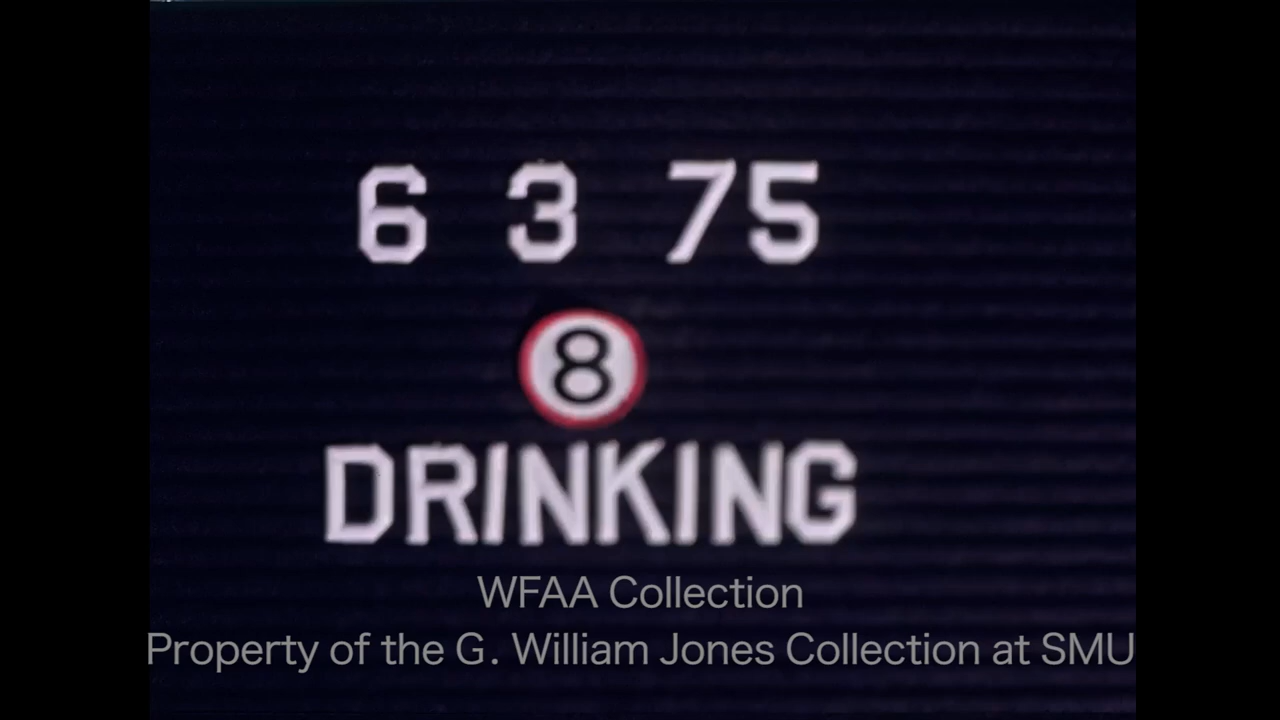 6 3 75
8
DRINKING
WFAA Collection
Property of the G. William Jones Collection at SMU